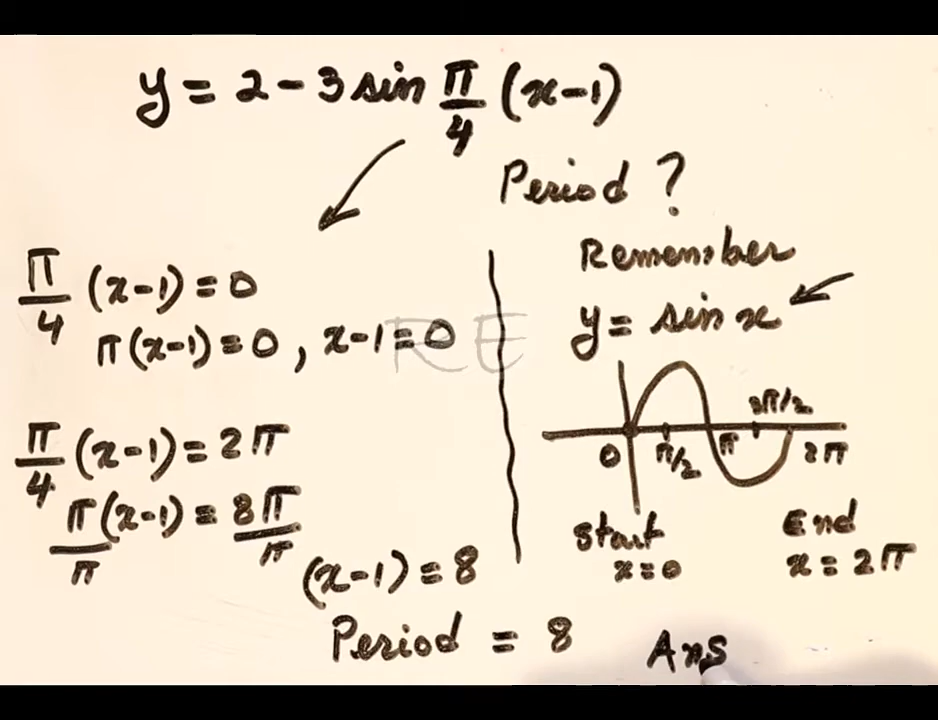 y = 2 - 3 sin π/4 (x-1)
Period ?
π/4 (x-1) = 0
π(x-1) = 0 , x-1 = 0
π/4 (x-1) = 2π
π(x-1)/π = 8π/π
(x-1) = 8
Remember
y = sin x
0 π/2 π 3π/2 2π
Start End
x = 0 x = 2π
Period = 8 Ans
RE